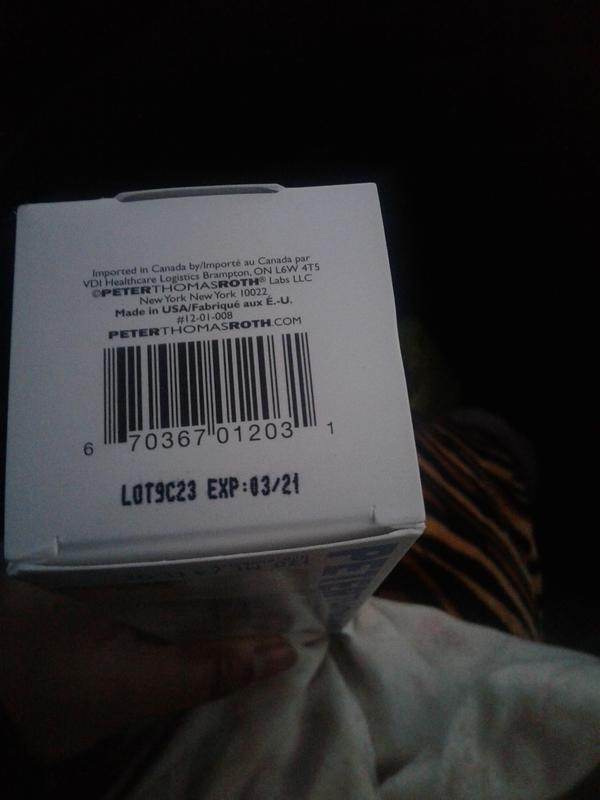 Imported in Canada by/Importé au Canada par
VDI Healthcare Logistics Brampton, ON L6W 4T5
©PETERTHOMASROTH® Labs LLC
New York New York 10022
Made in USA/Fabriqué aux É.-U.
#12-01-008
PETERTHOMASROTH.COM
6 70367 01203 1
LOT9C23 EXP:03/21